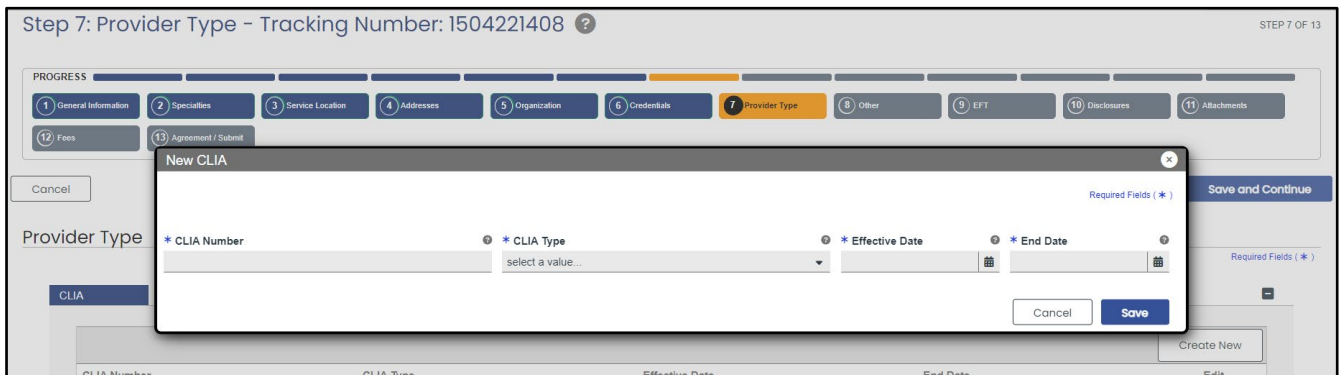 Step 7: Provider Type - Tracking Number: 1504221408 ?
STEP 7 OF 13
PROGRESS
1 General Information 2 Specialties 3 Service Location 4 Addresses 5 Organization 6 Credentials 7 Provider Type 8 Other 9 EFT 10 Disclosures 11 Attachments
12 Fees 13 Agreement / Submit
New CLIA
Cancel
Required Fields ( * )
Save and Continue
Provider Type
* CLIA Number ? * CLIA Type ? * Effective Date ? * End Date ?
select a value...
Required Fields ( * )
CLIA
Cancel Save
Create New
CLIA Number CLIA Type Effective Date End Date Edit